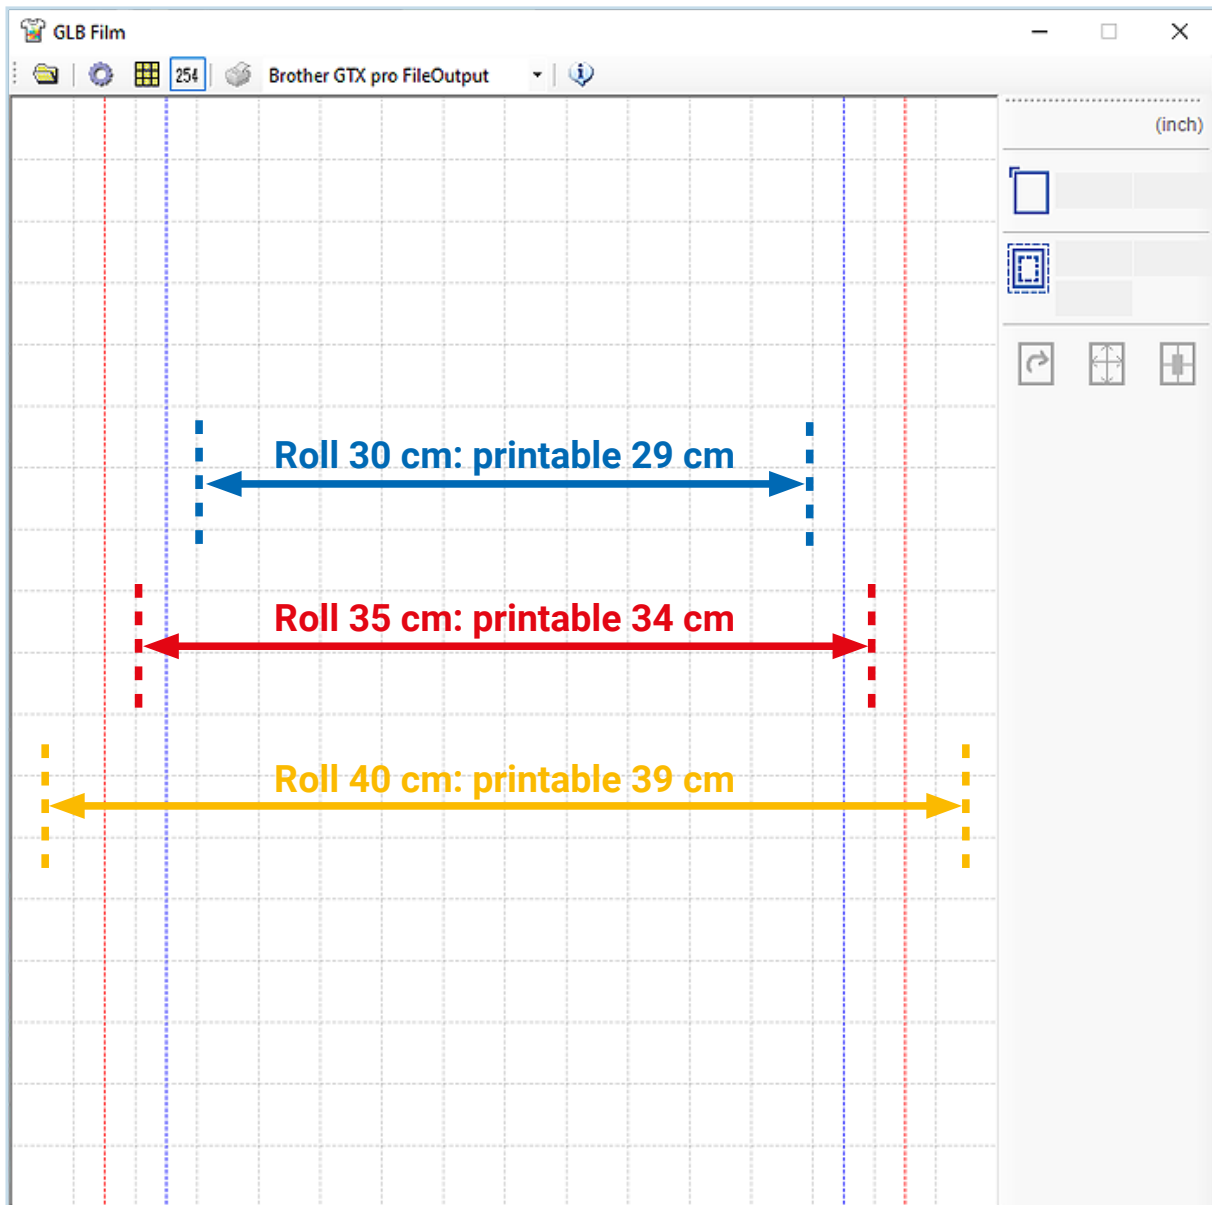 GLB Film
254
Brother GTX pro FileOutput
(inch)
Roll 30 cm: printable 29 cm
Roll 35 cm: printable 34 cm
Roll 40 cm: printable 39 cm